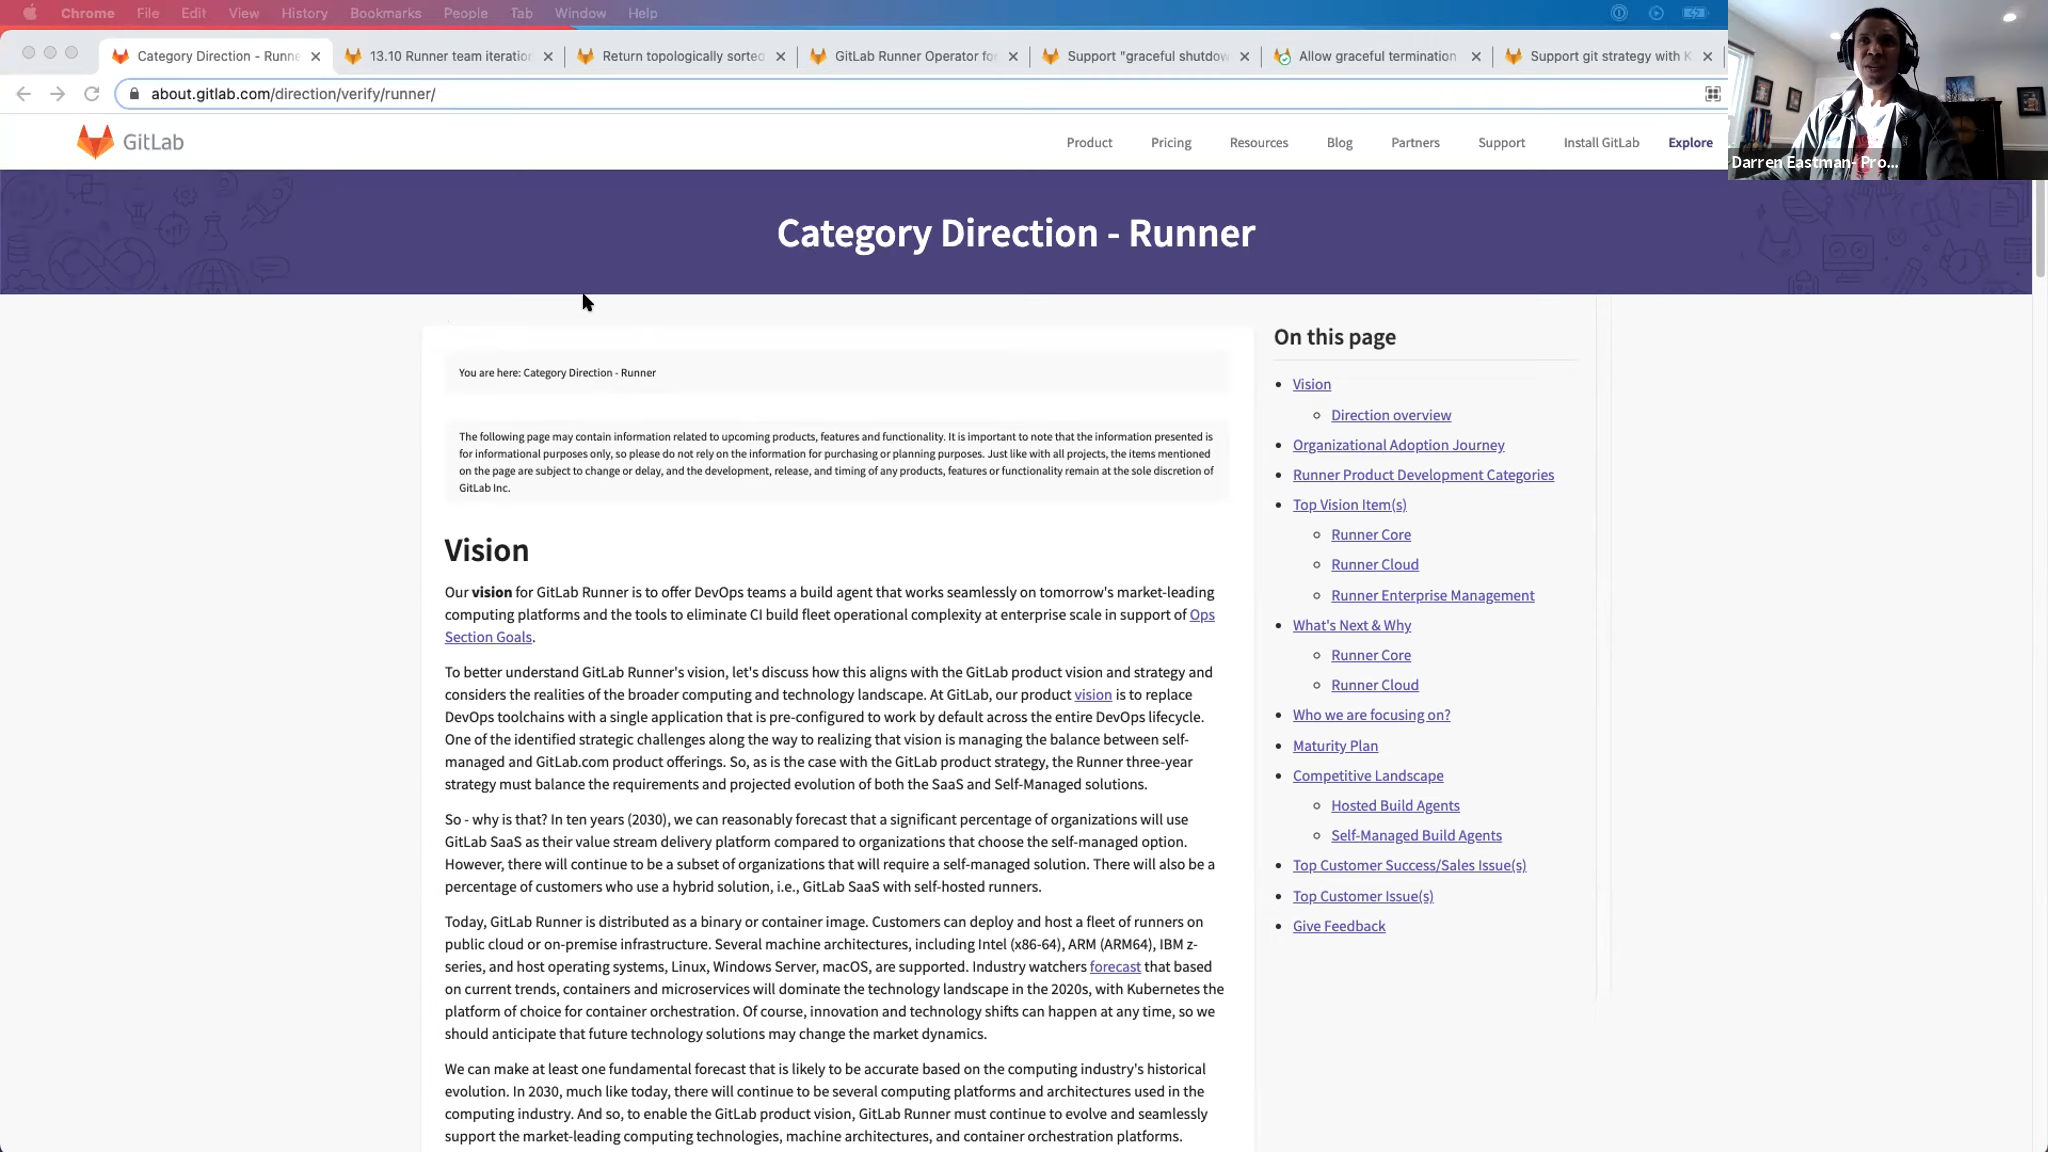 Chrome File Edit View History Bookmarks People Tab Window Help
Category Direction - Runne
13.10 Runner team iteratio
Return topologically sorted
GitLab Runner Operator for
Support "graceful shutdow
Allow graceful termination
Support git strategy with K
about.gitlab.com/direction/verify/runner/
GitLab
Product Pricing Resources Blog Partners Support Install GitLab Explore
Darren Eastman- Pro...
Category Direction - Runner
You are here: Category Direction - Runner
The following page may contain information related to upcoming products, features and functionality. It is important to note that the information presented is
for informational purposes only, so please do not rely on the information for purchasing or planning purposes. Just like with all projects, the items mentioned
on the page are subject to change or delay, and the development, release, and timing of any products, features or functionality remain at the sole discretion of
GitLab Inc.
Vision
Our vision for GitLab Runner is to offer DevOps teams a build agent that works seamlessly on tomorrow's market-leading
computing platforms and the tools to eliminate CI build fleet operational complexity at enterprise scale in support of Ops
Section Goals.
To better understand GitLab Runner's vision, let's discuss how this aligns with the GitLab product vision and strategy and
considers the realities of the broader computing and technology landscape. At GitLab, our product vision is to replace
DevOps toolchains with a single application that is pre-configured to work by default across the entire DevOps lifecycle.
One of the identified strategic challenges along the way to realizing that vision is managing the balance between self-
managed and GitLab.com product offerings. So, as is the case with the GitLab product strategy, the Runner three-year
strategy must balance the requirements and projected evolution of both the SaaS and Self-Managed solutions.
So - why is that? In ten years (2030), we can reasonably forecast that a significant percentage of organizations will use
GitLab SaaS as their value stream delivery platform compared to organizations that choose the self-managed option.
However, there will continue to be a subset of organizations that will require a self-managed solution. There will also be a
percentage of customers who use a hybrid solution, i.e., GitLab SaaS with self-hosted runners.
Today, GitLab Runner is distributed as a binary or container image. Customers can deploy and host a fleet of runners on
public cloud or on-premise infrastructure. Several machine architectures, including Intel (x86-64), ARM (ARM64), IBM z-
series, and host operating systems, Linux, Windows Server, macOS, are supported. Industry watchers forecast that based
on current trends, containers and microservices will dominate the technology landscape in the 2020s, with Kubernetes the
platform of choice for container orchestration. Of course, innovation and technology shifts can happen at any time, so we
should anticipate that future technology solutions may change the market dynamics.
We can make at least one fundamental forecast that is likely to be accurate based on the computing industry's historical
evolution. In 2030, much like today, there will continue to be several computing platforms and architectures used in the
computing industry. And so, to enable the GitLab product vision, GitLab Runner must continue to evolve and seamlessly
support the market-leading computing technologies, machine architectures, and container orchestration platforms.
On this page
Vision
Direction overview
Organizational Adoption Journey
Runner Product Development Categories
Top Vision Item(s)
Runner Core
Runner Cloud
Runner Enterprise Management
What's Next & Why
Runner Core
Runner Cloud
Who we are focusing on?
Maturity Plan
Competitive Landscape
Hosted Build Agents
Self-Managed Build Agents
Top Customer Success/Sales Issue(s)
Top Customer Issue(s)
Give Feedback